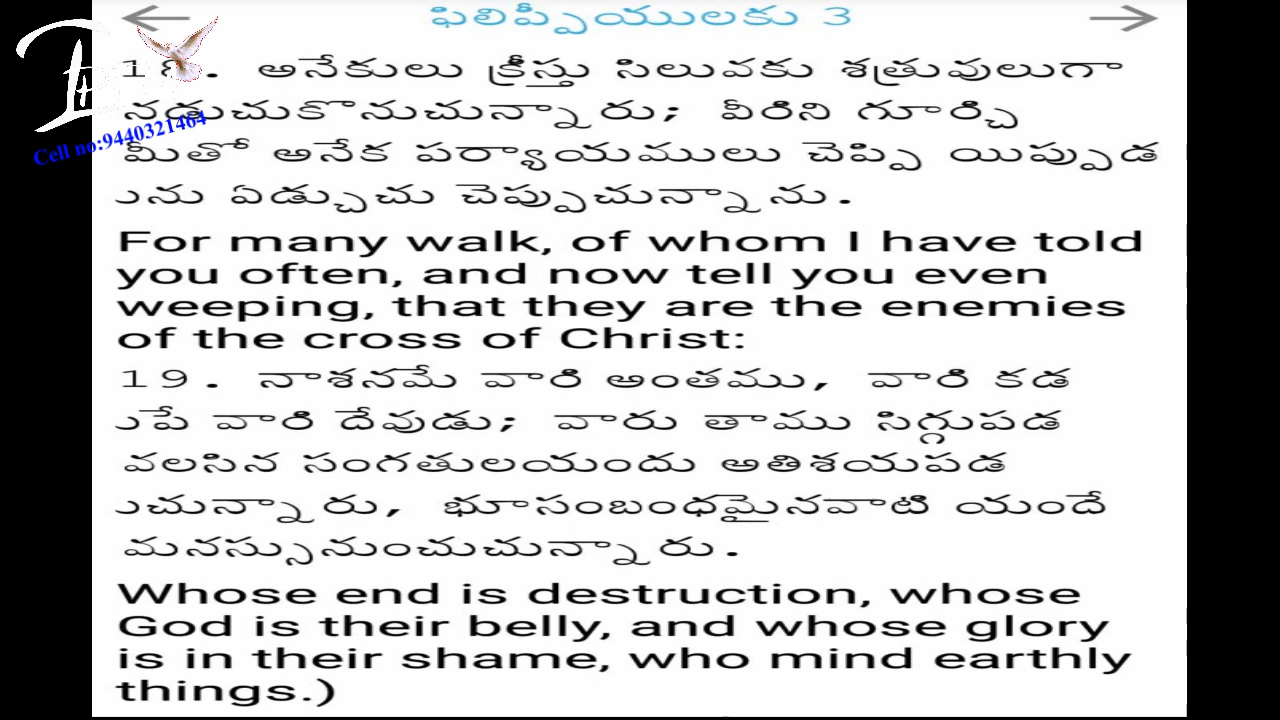 ఫిలిప్పీయులకు 3
18. అనేకులు క్రీస్తు సిలువకు శత్రువులుగా
నడుచుకొనుచున్నారు; వీరిని గూర్చి
Cell no:9440321464
మీతో అనేక పర్యాయములు చెప్పి యిప్పుడ
ును ఏడ్చుచు చెప్పుచున్నాను.
For many walk, of whom I have told
you often, and now tell you even
weeping, that they are the enemies
of the cross of Christ:
19. నాశనమే వారి అంతము, వారి కడ
ుపే వారి దేవుడు; వారు తాము సిగ్గుపడ
వలసిన సంగతులయందు అతిశయపడ
ుచున్నారు, భూసంబంధమైనవాటి యందే
మనస్సునుంచుచున్నారు.
Whose end is destruction, whose
God is their belly, and whose glory
is in their shame, who mind earthly
things.)